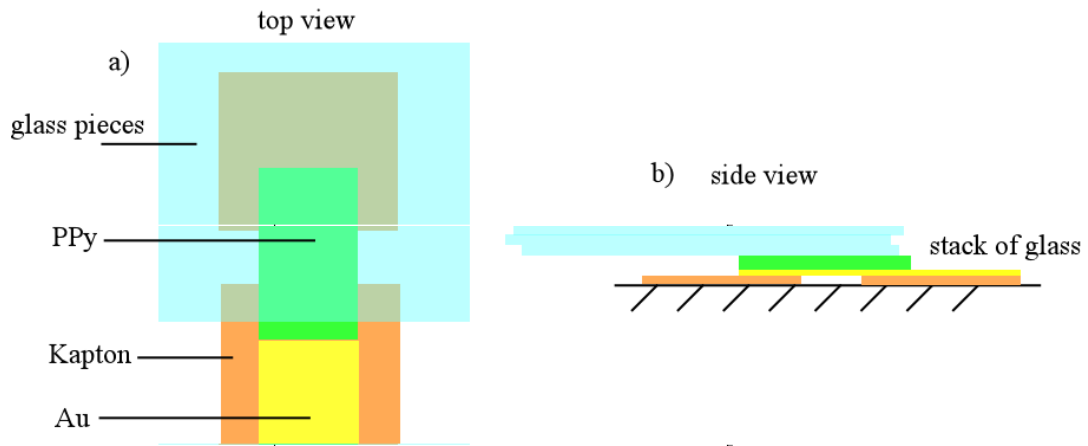 top view
a)
glass pieces
PPy
Kapton
Au
b) side view
stack of glass